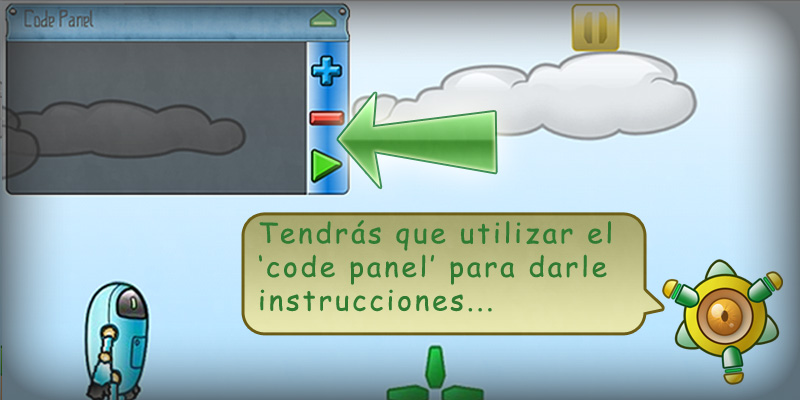 Code Panel
Tendrás que utilizar el
‘code panel’ para darle
instrucciones...